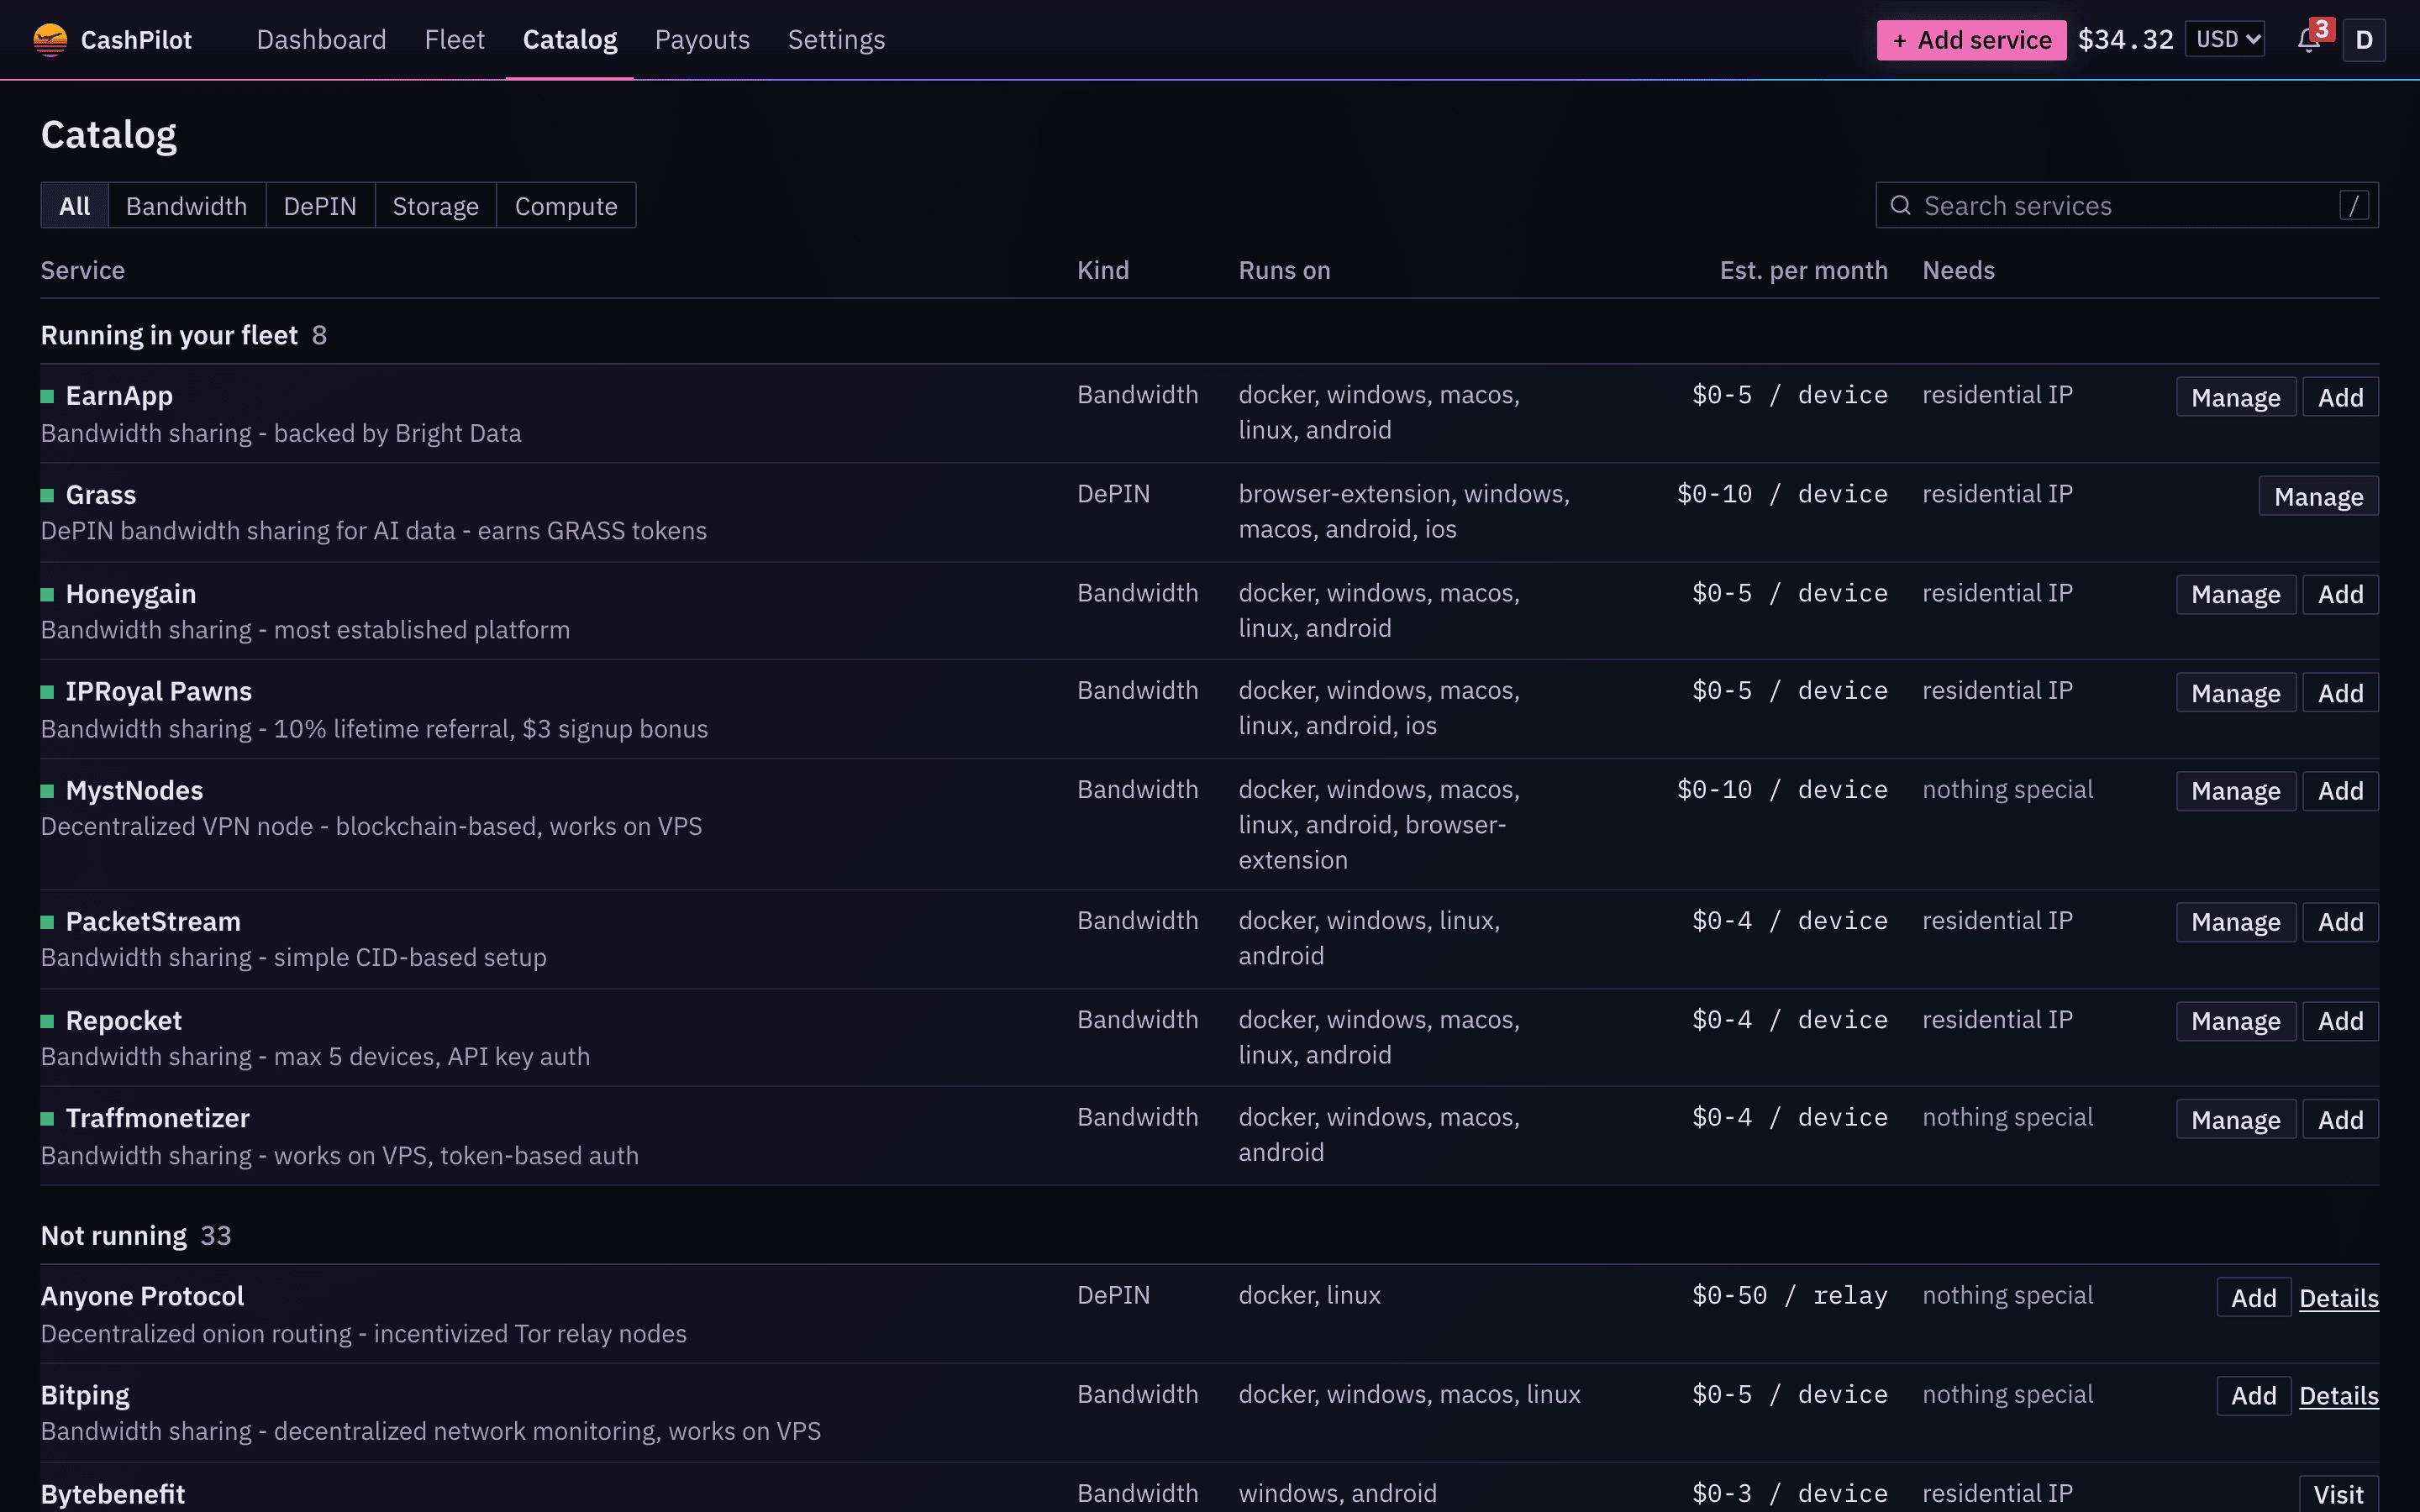 CashPilot Dashboard Fleet Catalog Payouts Settings + Add service $34.32 USD 3 D
Catalog
All Bandwidth DePIN Storage Compute Search services /
Service Kind Runs on Est. per month Needs
Running in your fleet 8
EarnApp Bandwidth docker, windows, macos, $0-5 / device residential IP Manage Add
Bandwidth sharing - backed by Bright Data linux, android
Grass DePIN browser-extension, windows, $0-10 / device residential IP Manage
DePIN bandwidth sharing for AI data - earns GRASS tokens macos, android, ios
Honeygain Bandwidth docker, windows, macos, $0-5 / device residential IP Manage Add
Bandwidth sharing - most established platform linux, android
IPRoyal Pawns Bandwidth docker, windows, macos, $0-5 / device residential IP Manage Add
Bandwidth sharing - 10% lifetime referral, $3 signup bonus linux, android, ios
MystNodes Bandwidth docker, windows, macos, $0-10 / device nothing special Manage Add
Decentralized VPN node - blockchain-based, works on VPS linux, android, browser-
extension
PacketStream Bandwidth docker, windows, linux, $0-4 / device residential IP Manage Add
Bandwidth sharing - simple CID-based setup android
Repocket Bandwidth docker, windows, macos, $0-4 / device residential IP Manage Add
Bandwidth sharing - max 5 devices, API key auth linux, android
Traffmonetizer Bandwidth docker, windows, macos, $0-4 / device nothing special Manage Add
Bandwidth sharing - works on VPS, token-based auth android
Not running 33
Anyone Protocol DePIN docker, linux $0-50 / relay nothing special Add Details
Decentralized onion routing - incentivized Tor relay nodes
Bitping Bandwidth docker, windows, macos, linux $0-5 / device nothing special Add Details
Bandwidth sharing - decentralized network monitoring, works on VPS
Bytebenefit Bandwidth windows, android $0-3 / device residential IP Visit